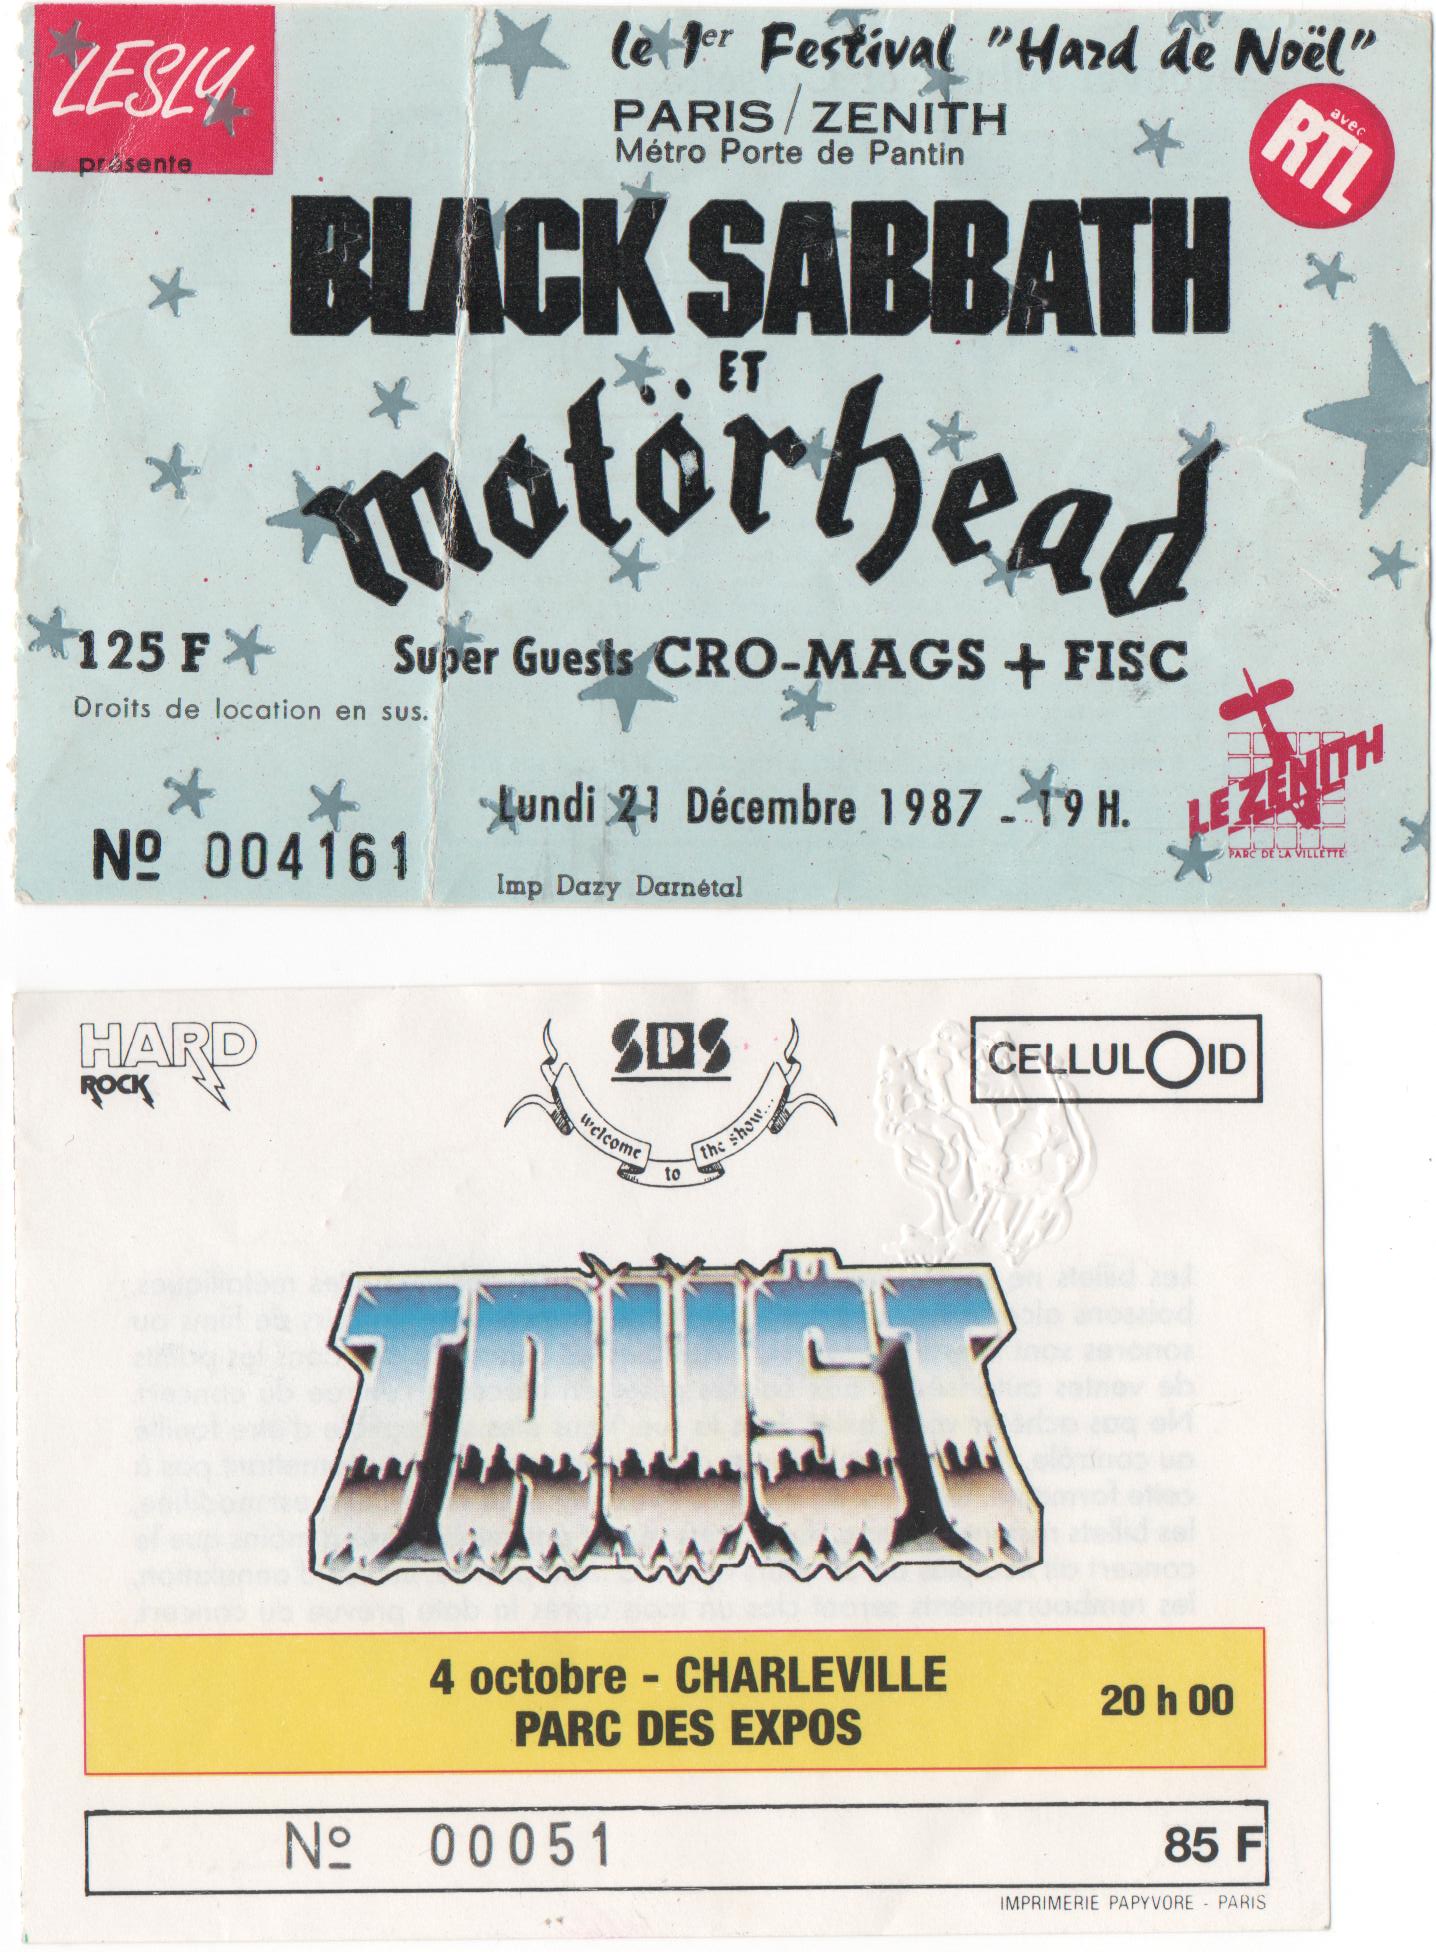 LESLY
présente
le 1er Festival "Hard de Noël"
PARIS/ZENITH
Métro Porte de Pantin
avec
RTL
BLACK SABBATH
ET
motörhead
125 F
Super Guests CRO-MAGS + FISC
Droits de location en sus.
Lundi 21 Décembre 1987 - 19 H.
LE ZENITH
PARC DE LA VILLETTE
Nº 004161
Imp Dazy Darnétal
HARD
ROCK
SPS
welcome to the show...
CELLULOID
TRUST
4 octobre - CHARLEVILLE
PARC DES EXPOS
20 h 00
Nº 00051
85 F
IMPRIMERIE PAPYVORE - PARIS